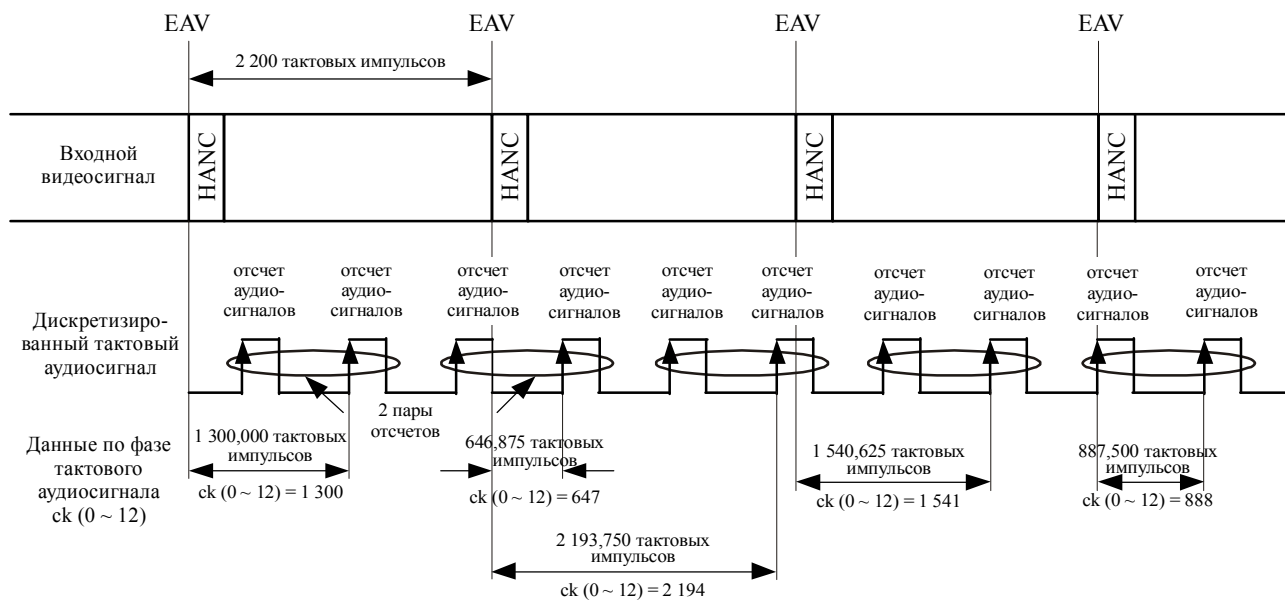 EAV
EAV
EAV
EAV
2 200 тактовых импульсов
Входной
видеосигнал
HANC
HANC
HANC
HANC
отсчет
аудио-
сигналов
отсчет
аудио-
сигналов
отсчет
аудио-
сигналов
отсчет
аудио-
сигналов
отсчет
аудио-
сигналов
отсчет
аудио-
сигналов
отсчет
аудио-
сигналов
отсчет
аудио-
сигналов
отсчет
аудио-
сигналов
отсчет
аудио-
сигналов
Дискретизиро-
ванный тактовый
аудиосигнал
2 пары
отсчетов
Данные по фазе
тактового
аудиосигнала
ck (0 ~ 12)
1 300,000 тактовых
импульсов
ck (0 ~ 12) = 1 300
646,875 тактовых
импульсов
ck (0 ~ 12) = 647
1 540,625 тактовых
импульсов
ck (0 ~ 12) = 1 541
887,500 тактовых
импульсов
ck (0 ~ 12) = 888
2 193,750 тактовых
импульсов
ck (0 ~ 12) = 2 194